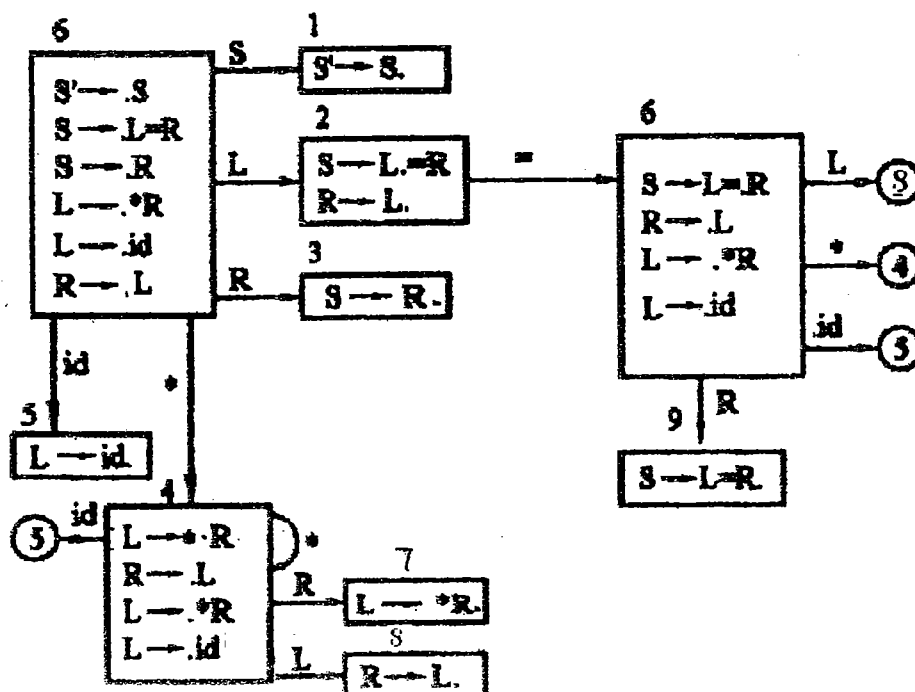 6
S' → .S
S → .L=R
S → .R
L → .*R
L → .id
R → .L
S
1
S' → S.
L
2
S → L.=R
R → L.
R
3
S → R.
=
6
S → L=.R
R → .L
L → .*R
L → .id
L
8
*
4
.id
5
R
9
S → L=R.
id
5
L → id.
*
4
L → *·R
R → .L
L → .*R
L → .id
id
5
*
R
7
L → *R.
L
8
R → L.